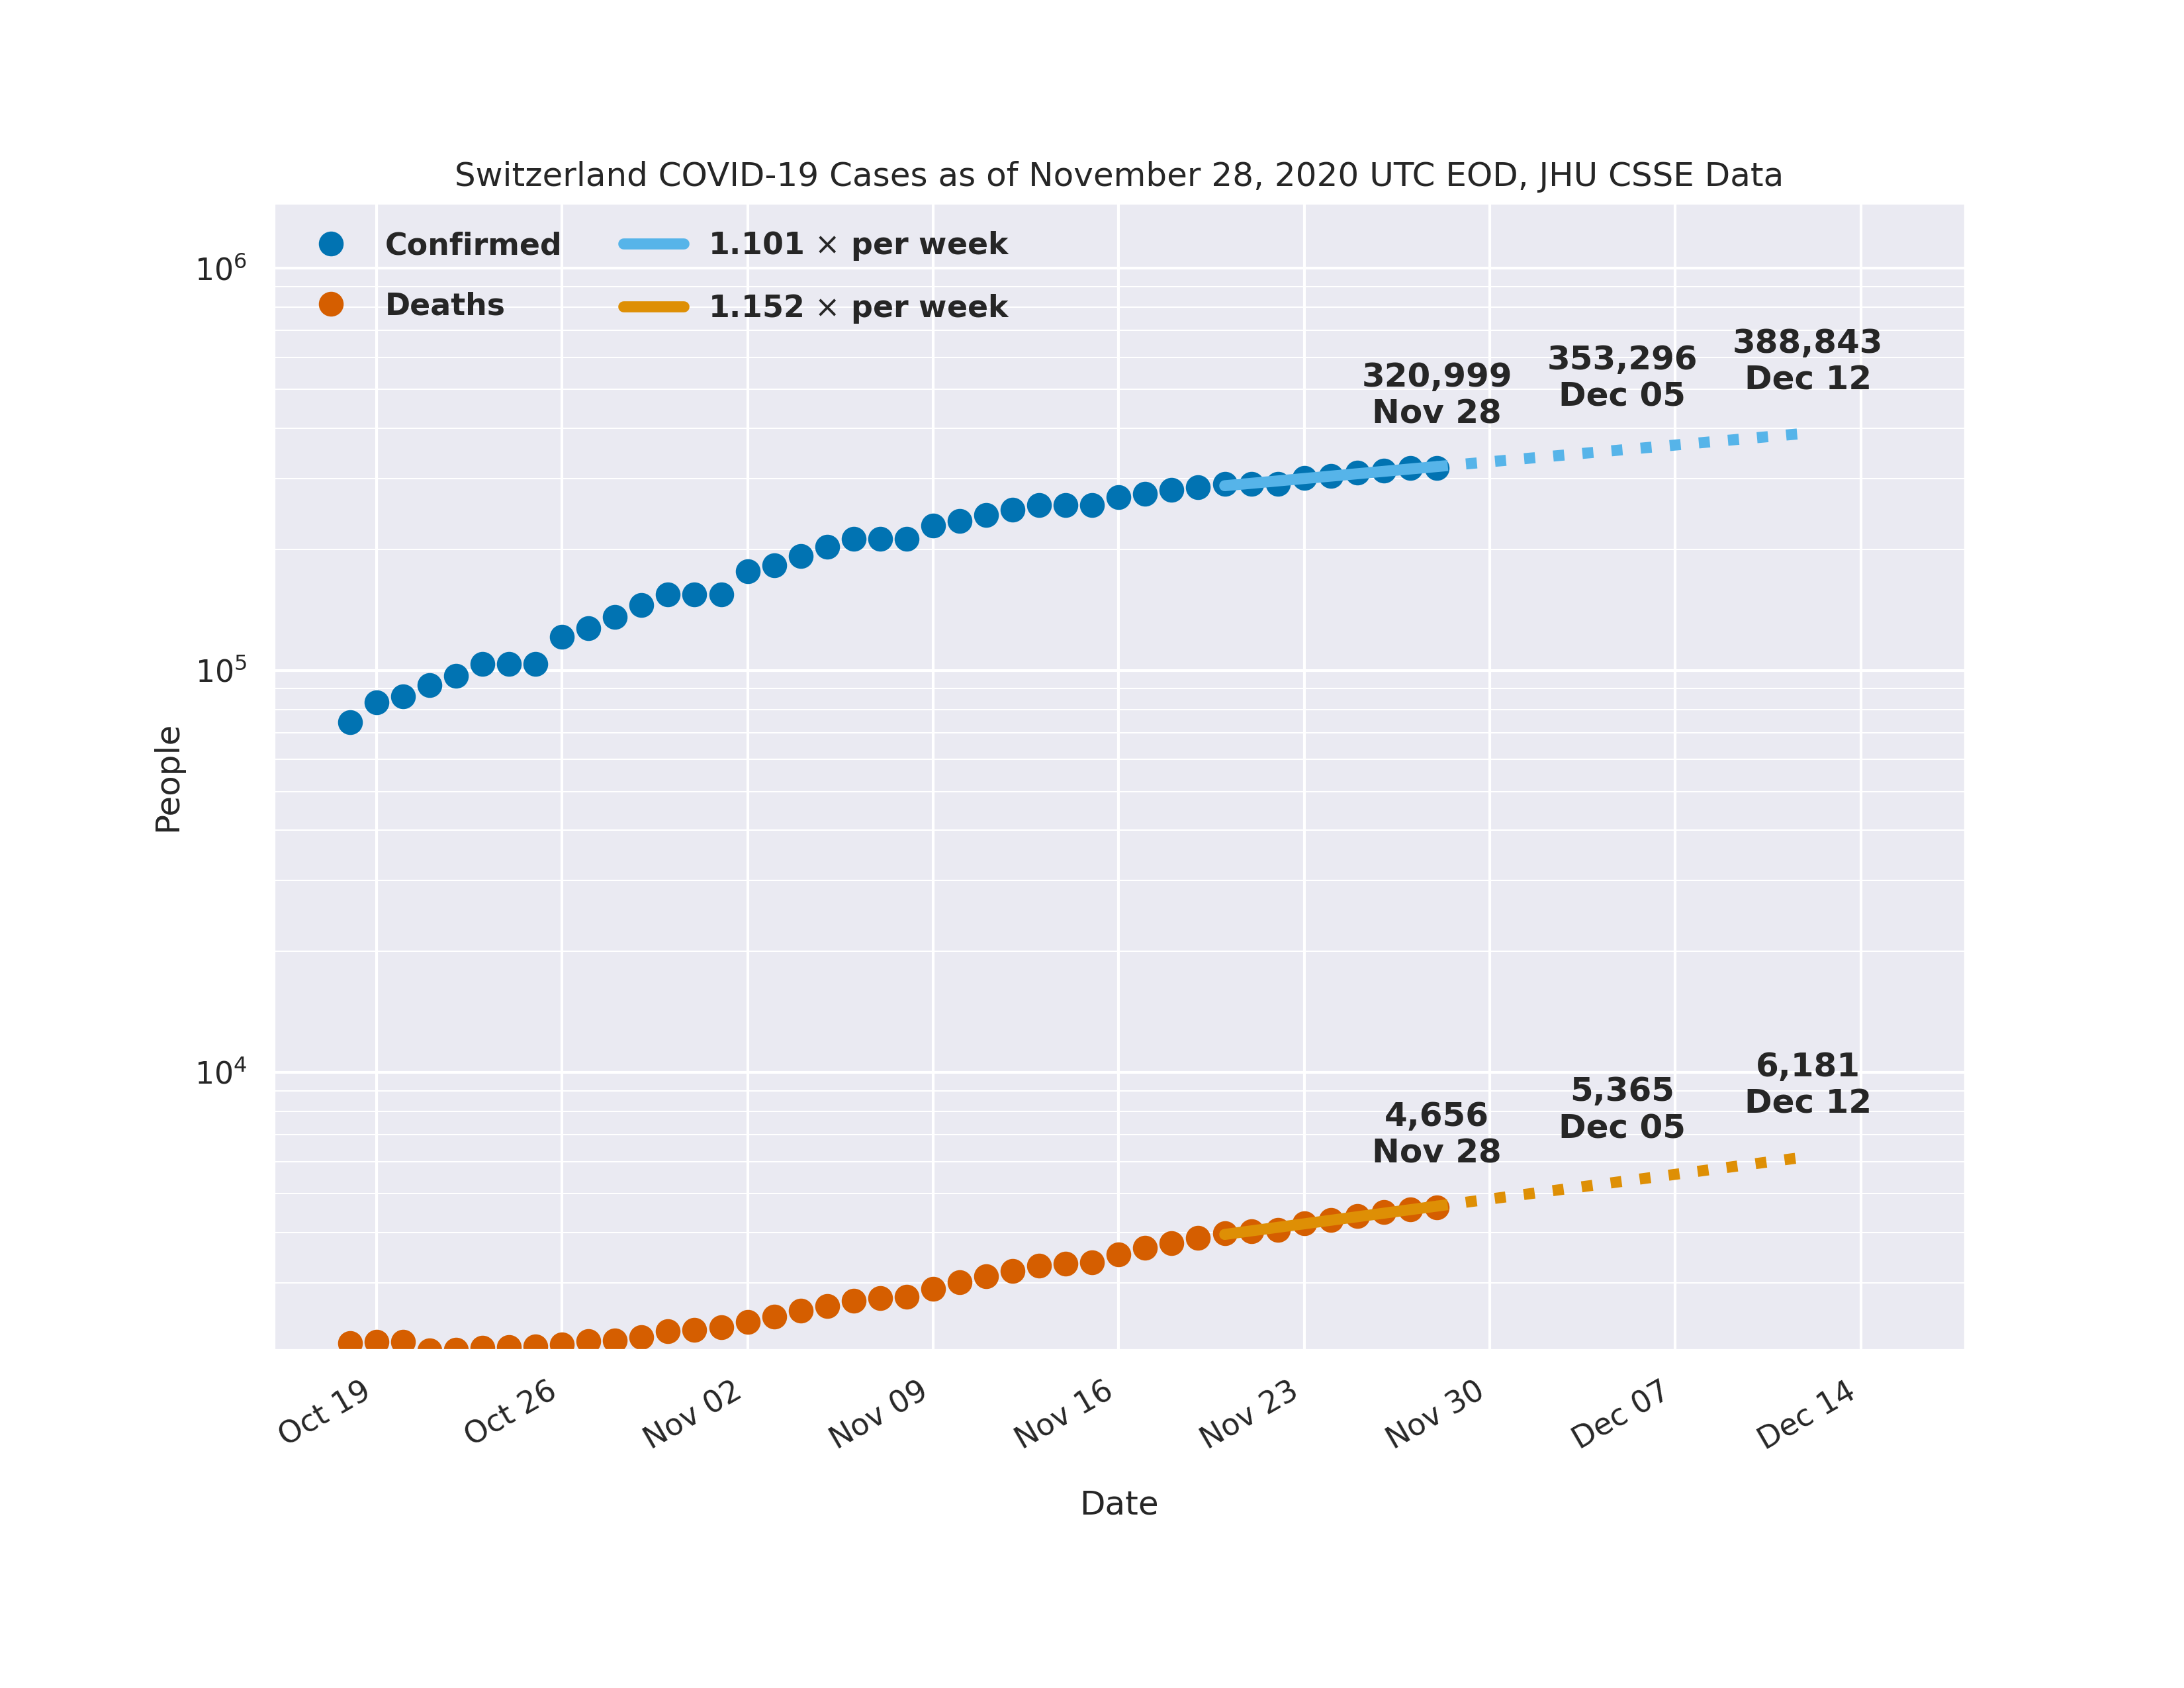 Switzerland COVID-19 Cases as of November 28, 2020 UTC EOD, JHU CSSE Data
Confirmed
Deaths
1.101 × per week
1.152 × per week
10⁶
10⁵
10⁴
People
320,999
Nov 28
353,296
Dec 05
388,843
Dec 12
4,656
Nov 28
5,365
Dec 05
6,181
Dec 12
Oct 19
Oct 26
Nov 02
Nov 09
Nov 16
Nov 23
Nov 30
Dec 07
Dec 14
Date